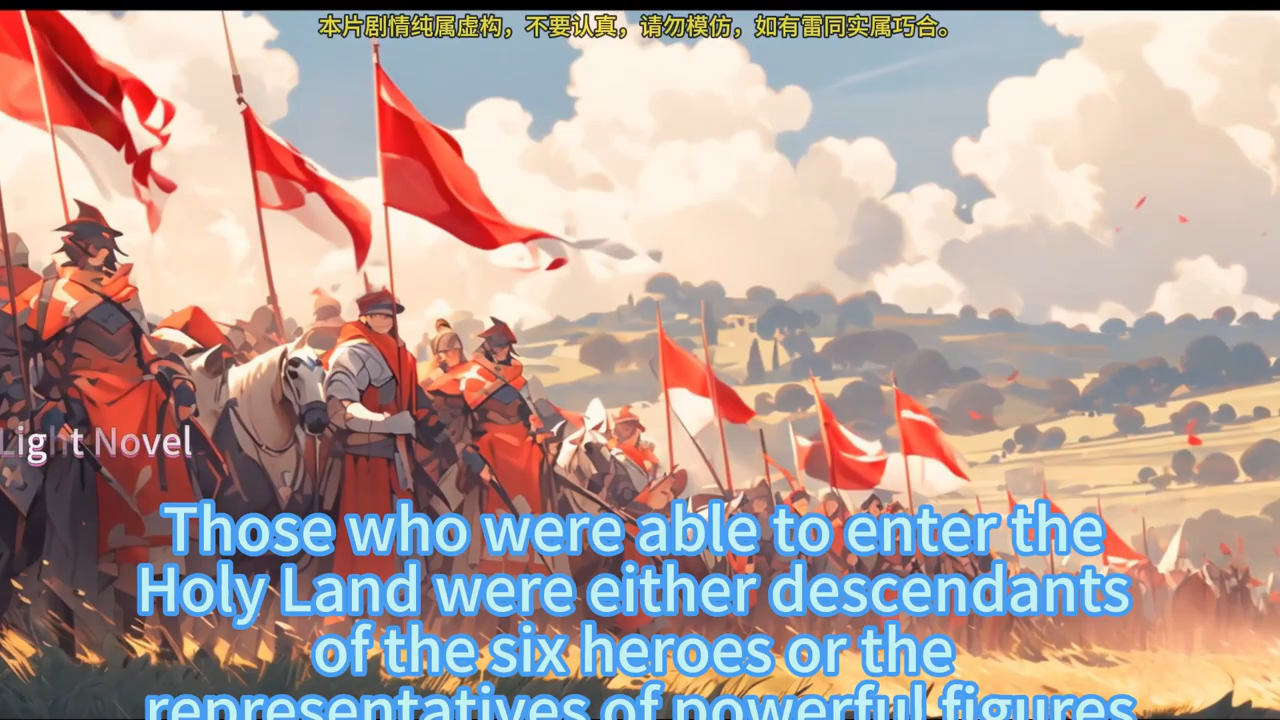 本片剧情纯属虚构，不要认真，请勿模仿，如有雷同实属巧合。
Light Novel
Those who were able to enter the
Holy Land were either descendants
of the six heroes or the
representatives of powerful figures